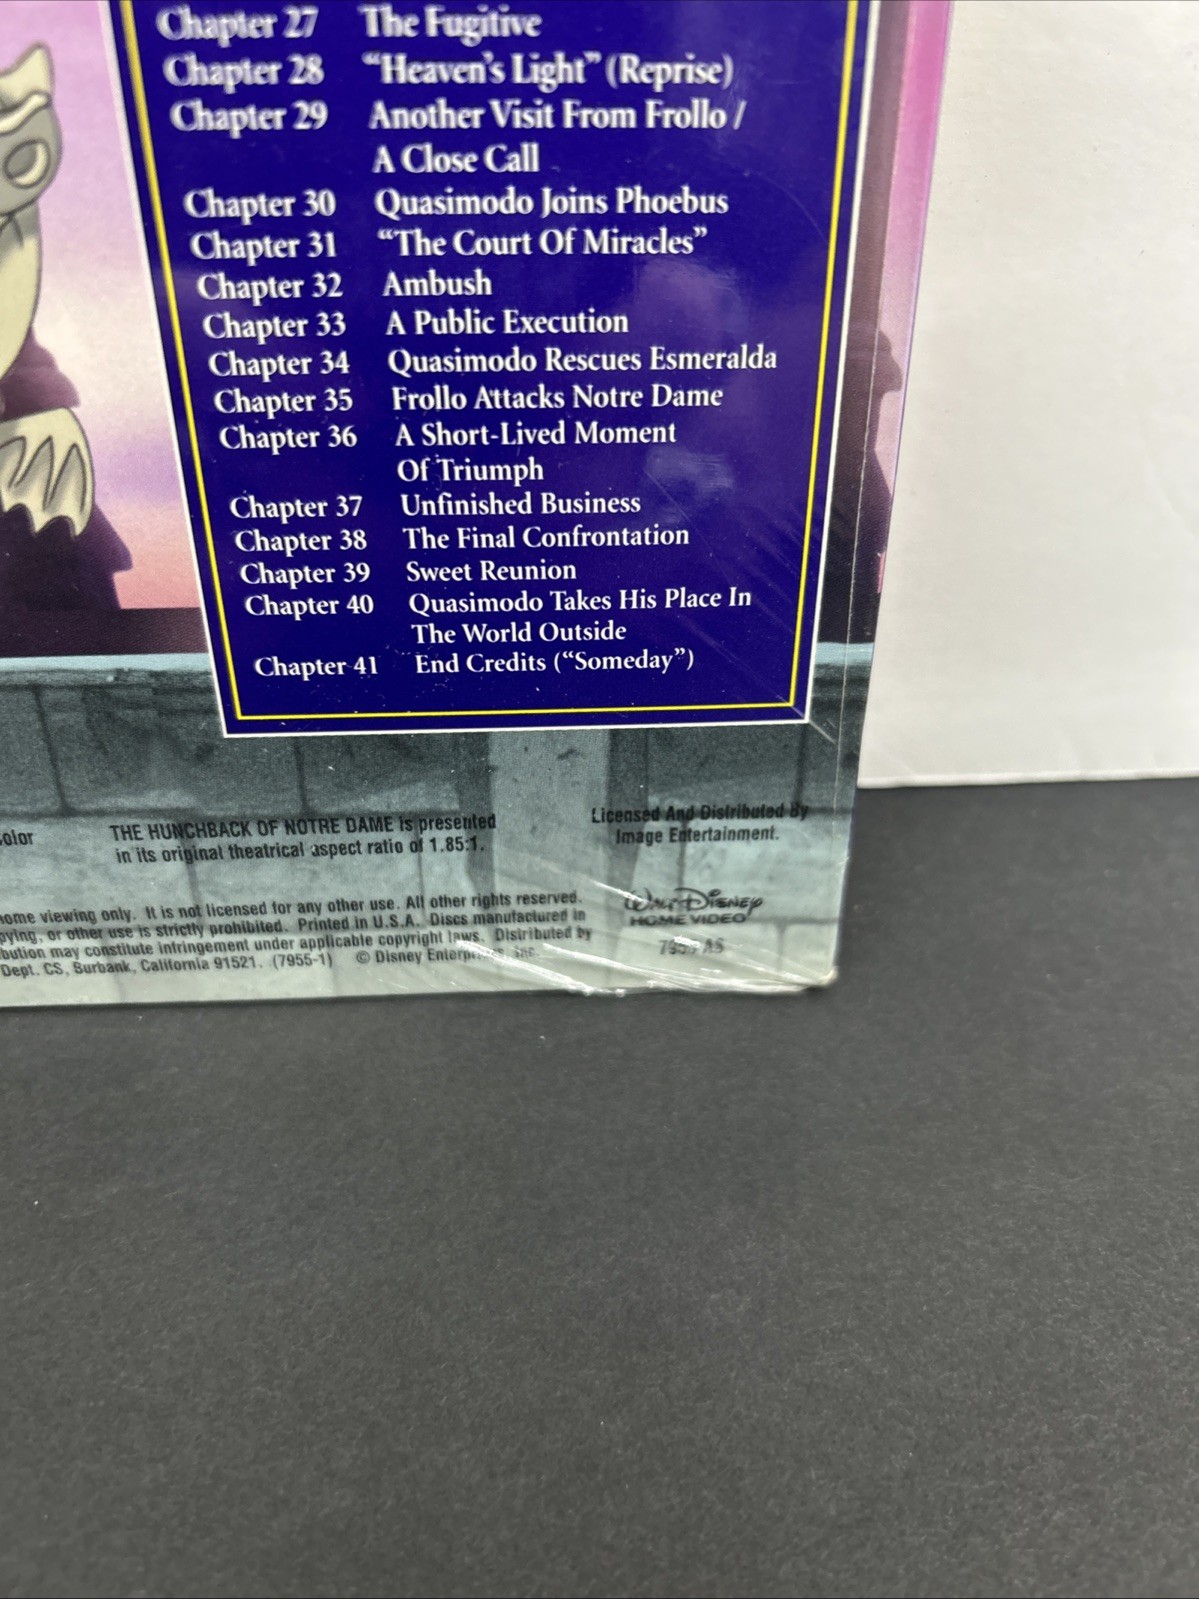 Chapter 27 The Fugitive
Chapter 28 “Heaven's Light” (Reprise)
Chapter 29 Another Visit From Frollo /
A Close Call
Chapter 30 Quasimodo Joins Phoebus
Chapter 31 “The Court Of Miracles”
Chapter 32 Ambush
Chapter 33 A Public Execution
Chapter 34 Quasimodo Rescues Esmeralda
Chapter 35 Frollo Attacks Notre Dame
Chapter 36 A Short-Lived Moment
Of Triumph
Chapter 37 Unfinished Business
Chapter 38 The Final Confrontation
Chapter 39 Sweet Reunion
Chapter 40 Quasimodo Takes His Place In
The World Outside
Chapter 41 End Credits (“Someday”)
THE HUNCHBACK OF NOTRE DAME is presented
in its original theatrical aspect ratio of 1.85:1.
Licensed And Distributed By
Image Entertainment.
home viewing only. It is not licensed for any other use. All other rights reserved.
or other use is strictly prohibited. Printed in U.S.A. Discs manufactured in
may constitute infringement under applicable copyright laws. Distributed by
Dept. CS, Burbank, California 91521. (7955-1) © Disney Enterprises, Inc.
WALT DISNEY
HOME VIDEO
AS